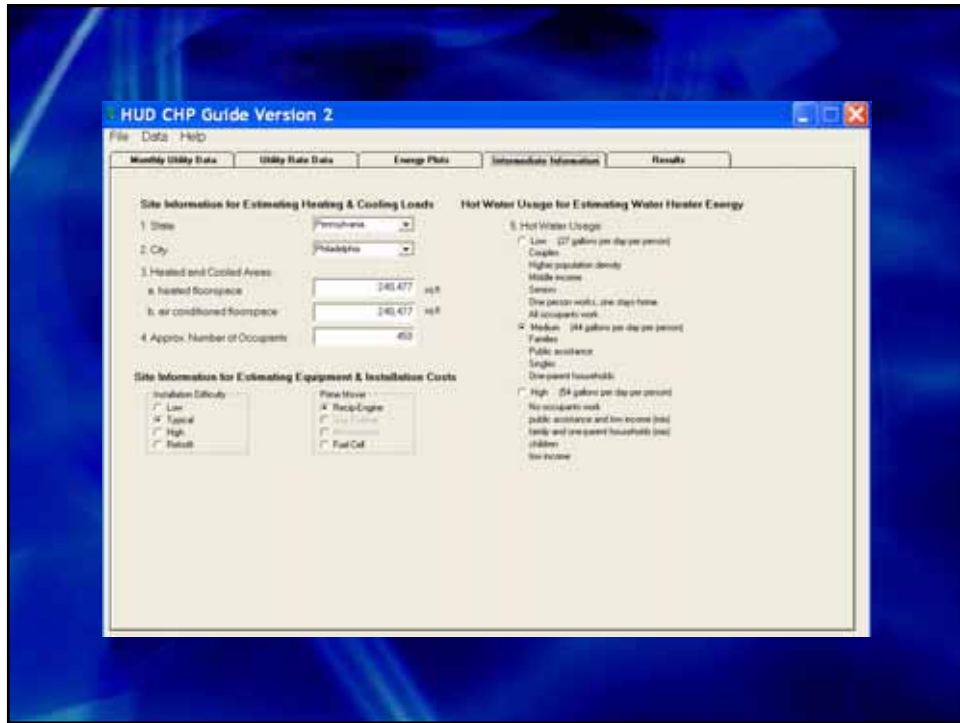 HUD CHP Guide Version 2
File Data Help
Monthly Utility Data Utility Rate Data Energy Plots Intermediate Information Results
Site Information for Estimating Heating & Cooling Loads
1. State Pennsylvania
2. City Philadelphia
3. Heated and Cooled Areas:
a. heated floorspace 240,477 sq.ft
b. air conditioned floorspace 240,477 sq.ft
4. Approx. Number of Occupants 450
Site Information for Estimating Equipment & Installation Costs
Installation Difficulty
Low
Typical
High
Retrofit
Prime Mover
Recip Engine
Fuel Cell
Hot Water Usage for Estimating Water Heater Energy
5. Hot Water Usage:
Low (27 gallons per day per person)
Couples
Higher population density
Middle income
Seniors
One person works, one stays home
All occupants work
Medium (44 gallons per day per person)
Families
Public assistance
Singles
One-parent households
High (54 gallons per day per person)
No occupants work
public assistance and low income (mix)
family and one-parent households (mix)
children
low income